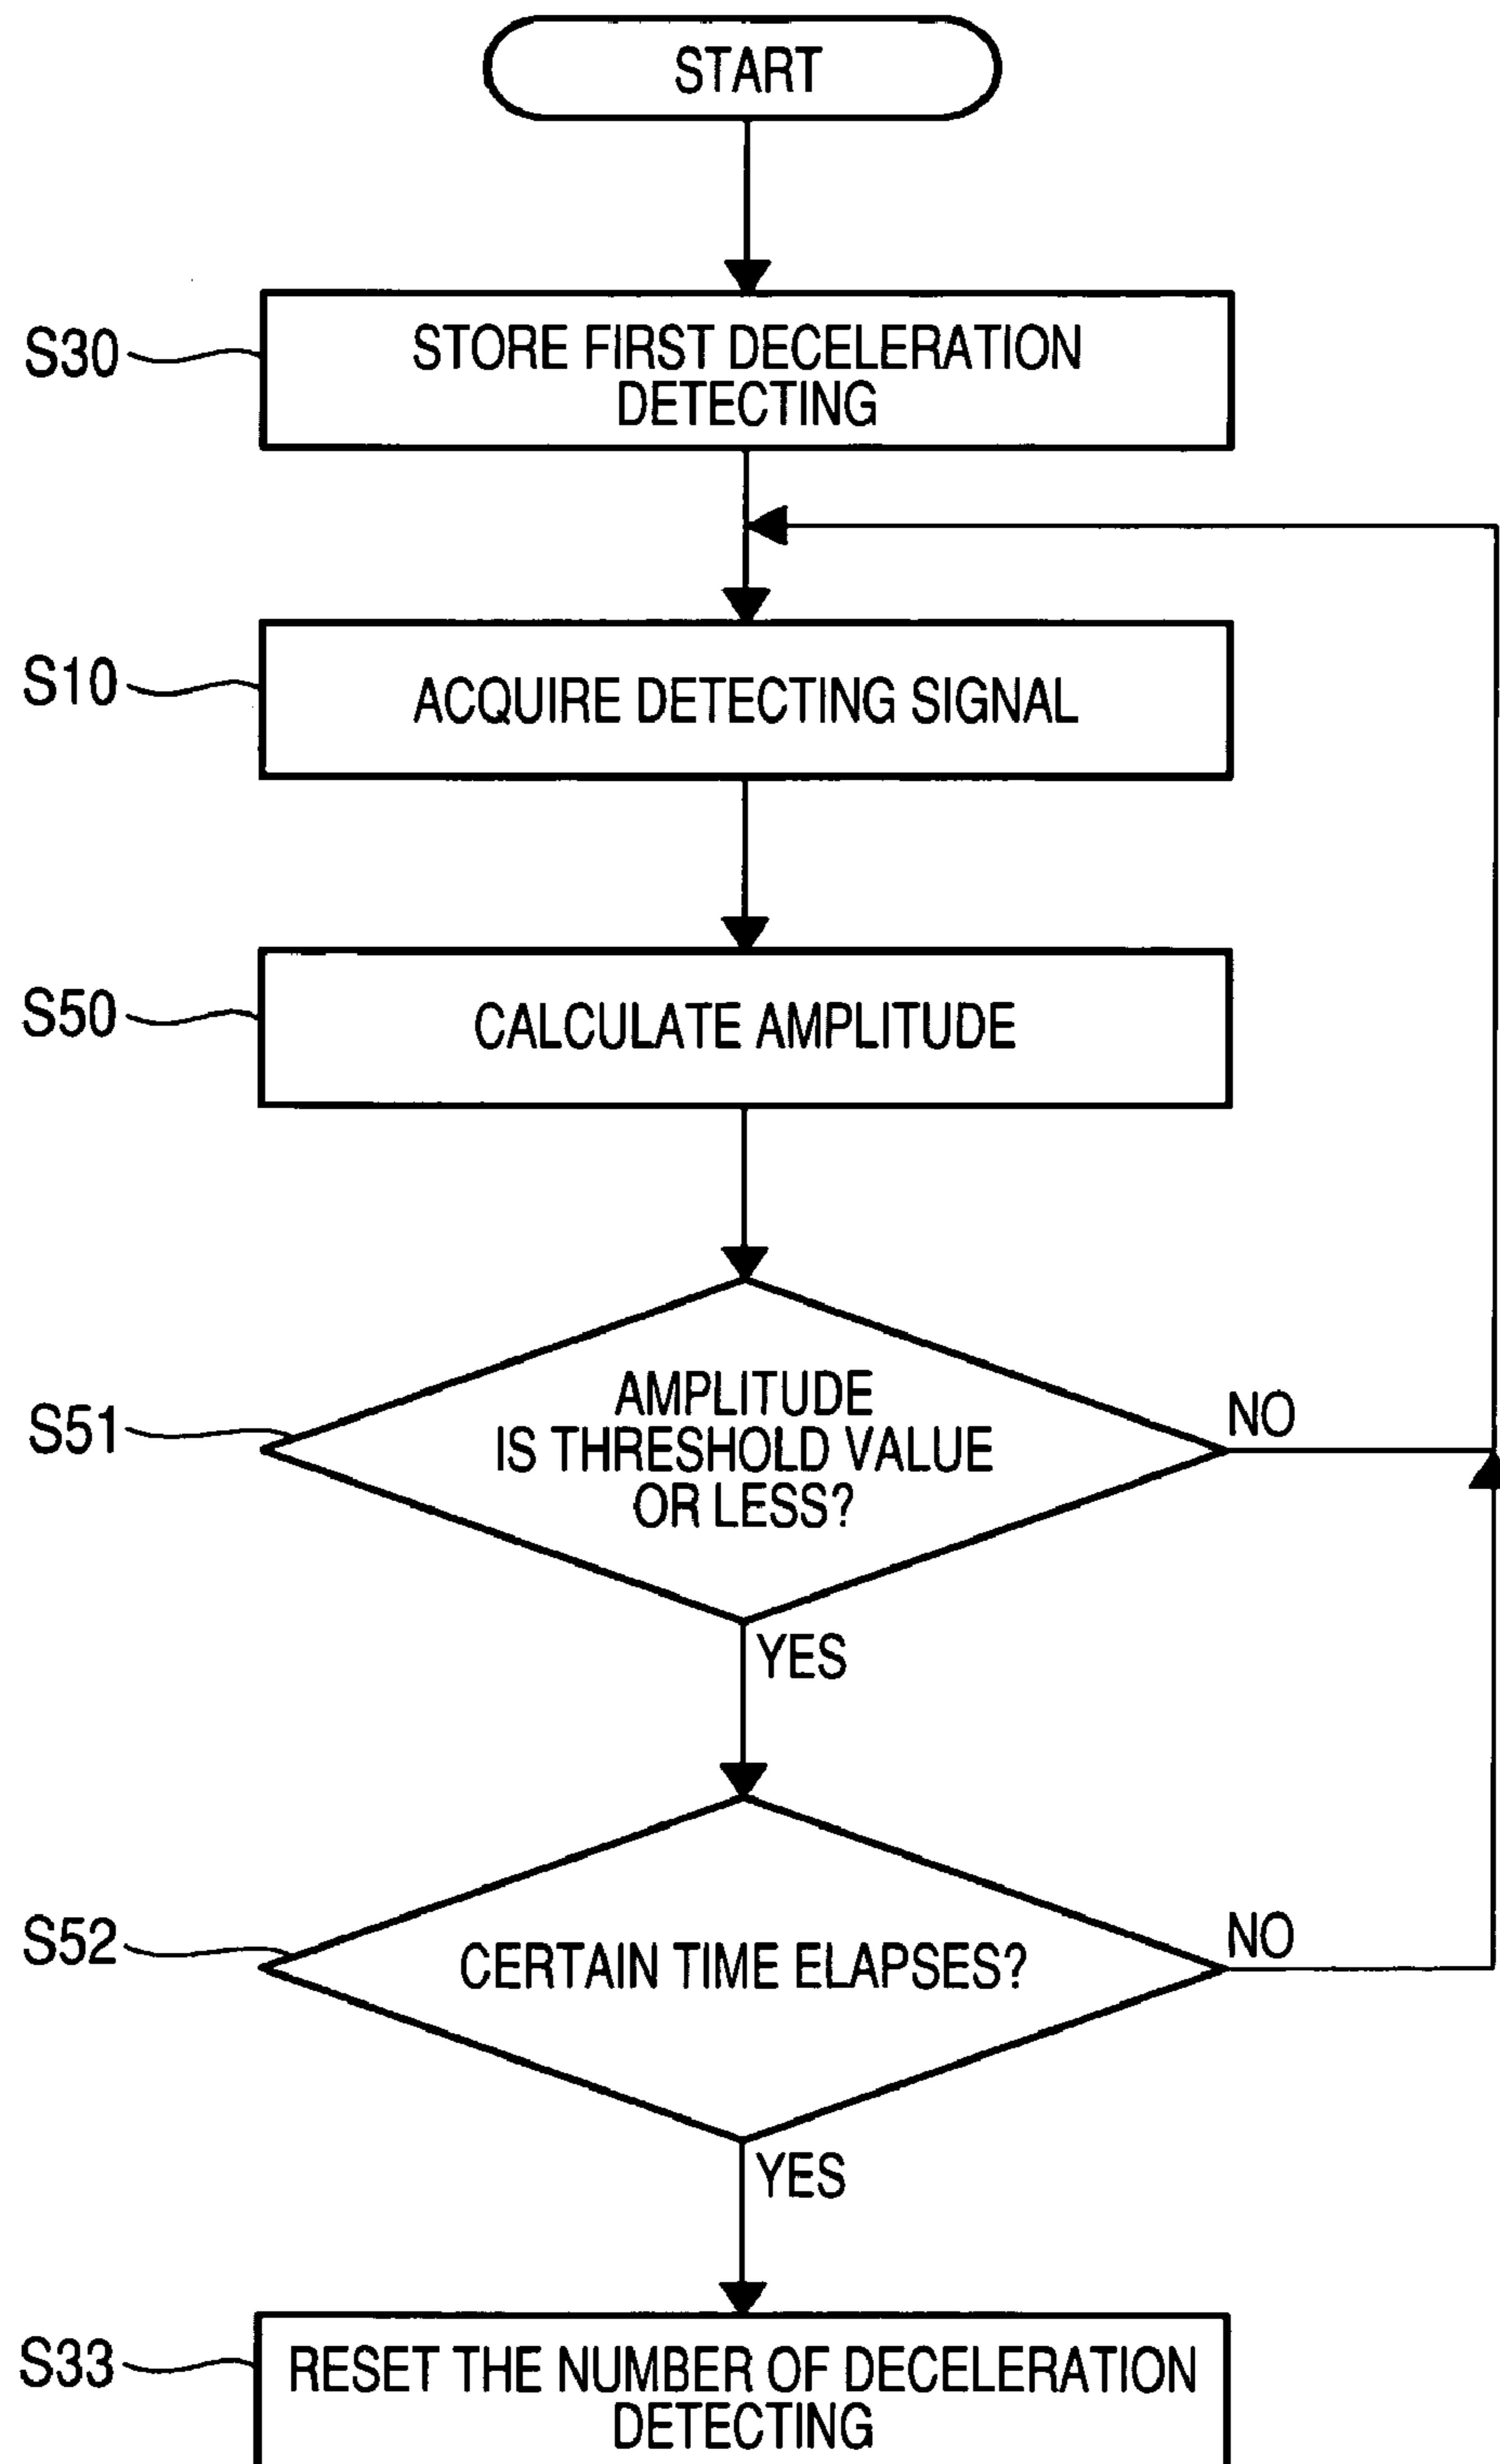 START
S30
STORE FIRST DECELERATION
DETECTING
S10
ACQUIRE DETECTING SIGNAL
S50
CALCULATE AMPLITUDE
S51
AMPLITUDE
IS THRESHOLD VALUE
OR LESS?
NO
YES
S52
CERTAIN TIME ELAPSES?
NO
YES
S33
RESET THE NUMBER OF DECELERATION
DETECTING